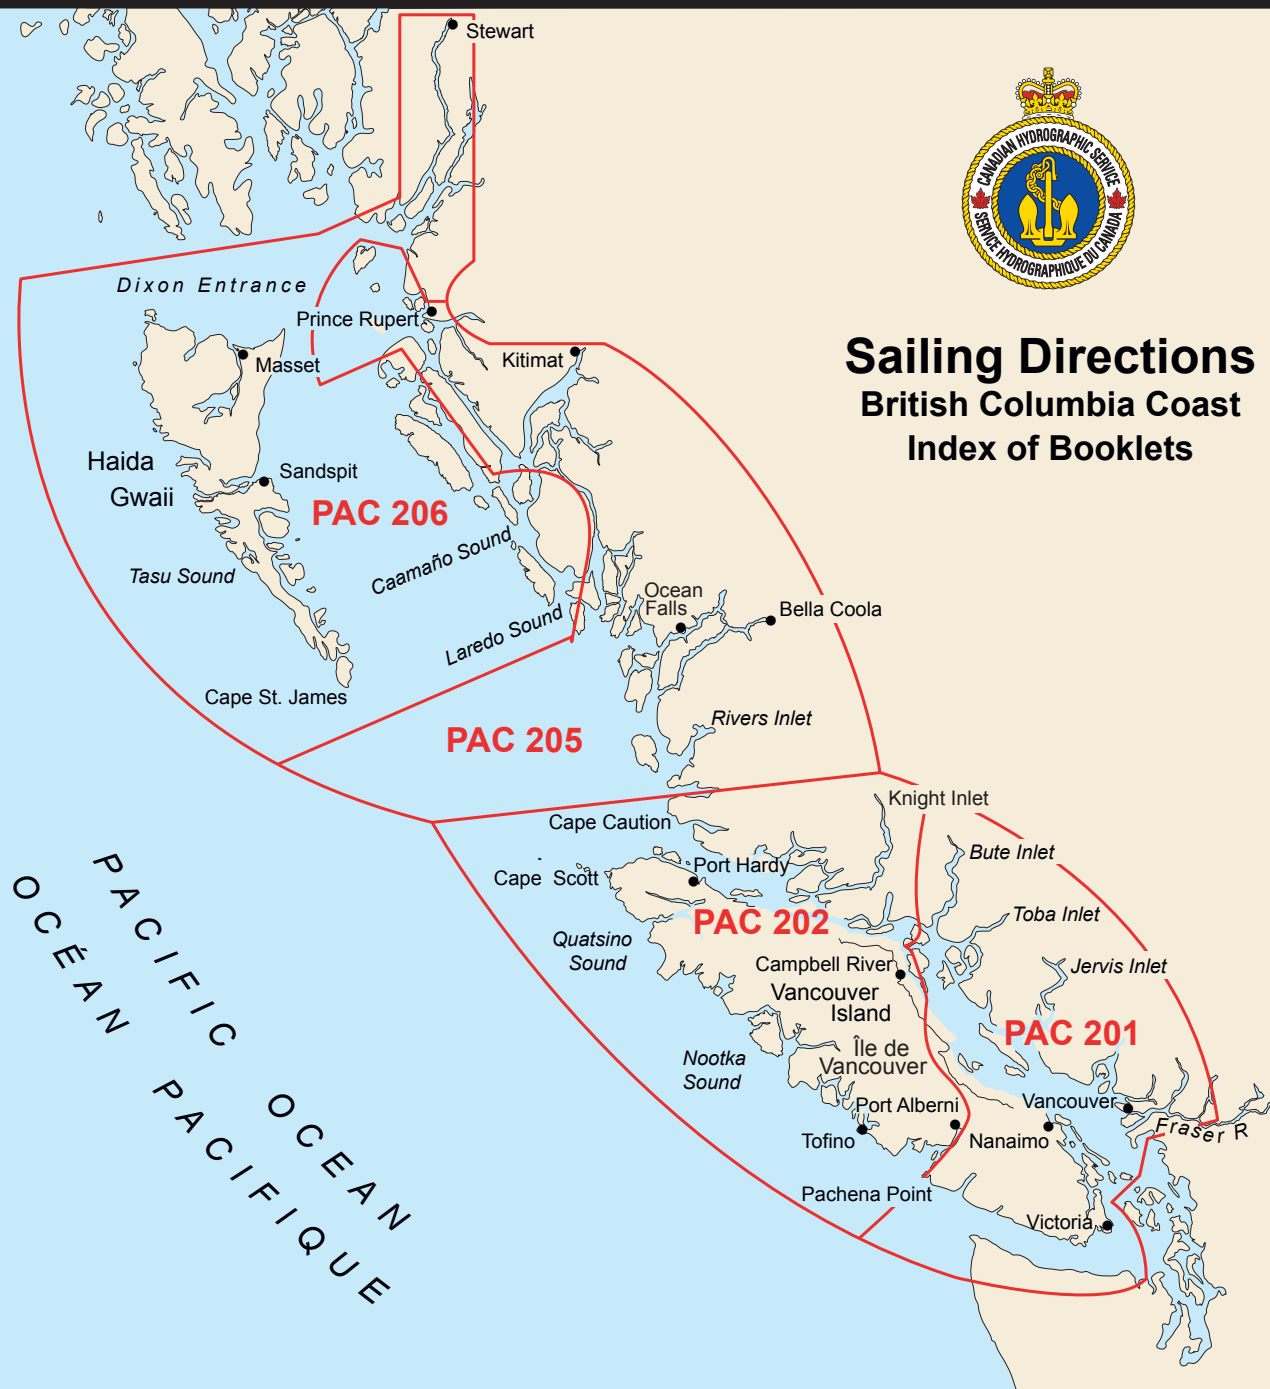 Stewart
CANADIAN HYDROGRAPHIC SERVICE
SERVICE HYDROGRAPHIQUE DU CANADA
Dixon Entrance
Prince Rupert
Masset
Kitimat
Sailing Directions
British Columbia Coast
Index of Booklets
Haida
Gwaii
Sandspit
PAC 206
Caamaño Sound
Tasu Sound
Ocean
Falls
Bella Coola
Laredo Sound
Cape St. James
Rivers Inlet
PAC 205
Knight Inlet
Cape Caution
Bute Inlet
Port Hardy
Cape Scott
PAC 202
Toba Inlet
Quatsino
Sound
Campbell River
Jervis Inlet
Vancouver
Island
PAC 201
Île de
Vancouver
Nootka
Sound
Port Alberni
Vancouver
Fraser R
Tofino
Nanaimo
Pachena Point
Victoria
PACIFIC OCEAN
OCÉAN PACIFIQUE